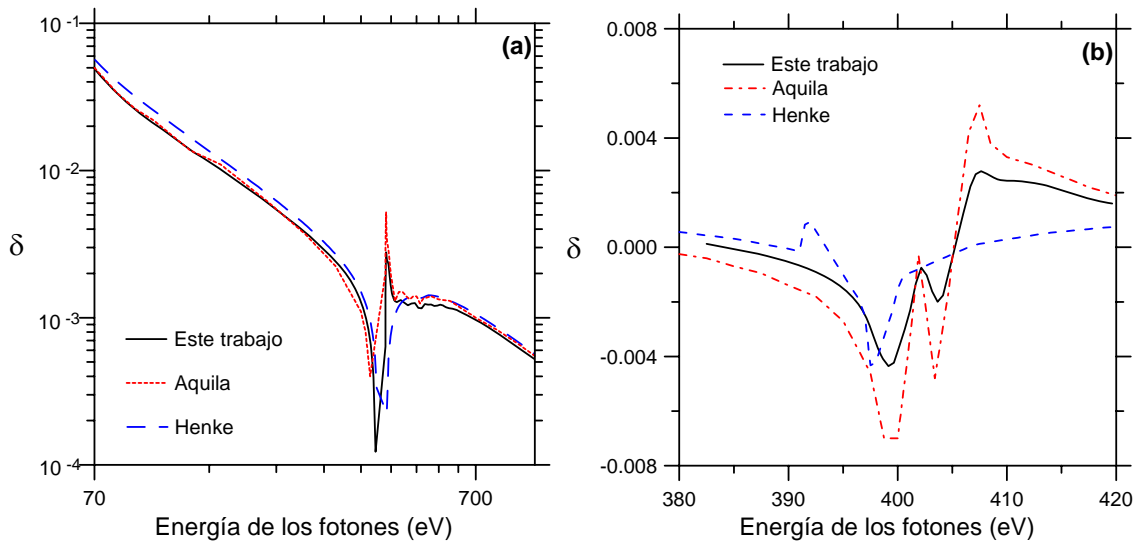 (a)
10-1
10-2
10-3
10-4
δ
Este trabajo
Aquila
Henke
70
700
Energía de los fotones (eV)
(b)
0.008
0.004
0.000
-0.004
-0.008
δ
Este trabajo
Aquila
Henke
380
390
400
410
420
Energía de los fotones (eV)